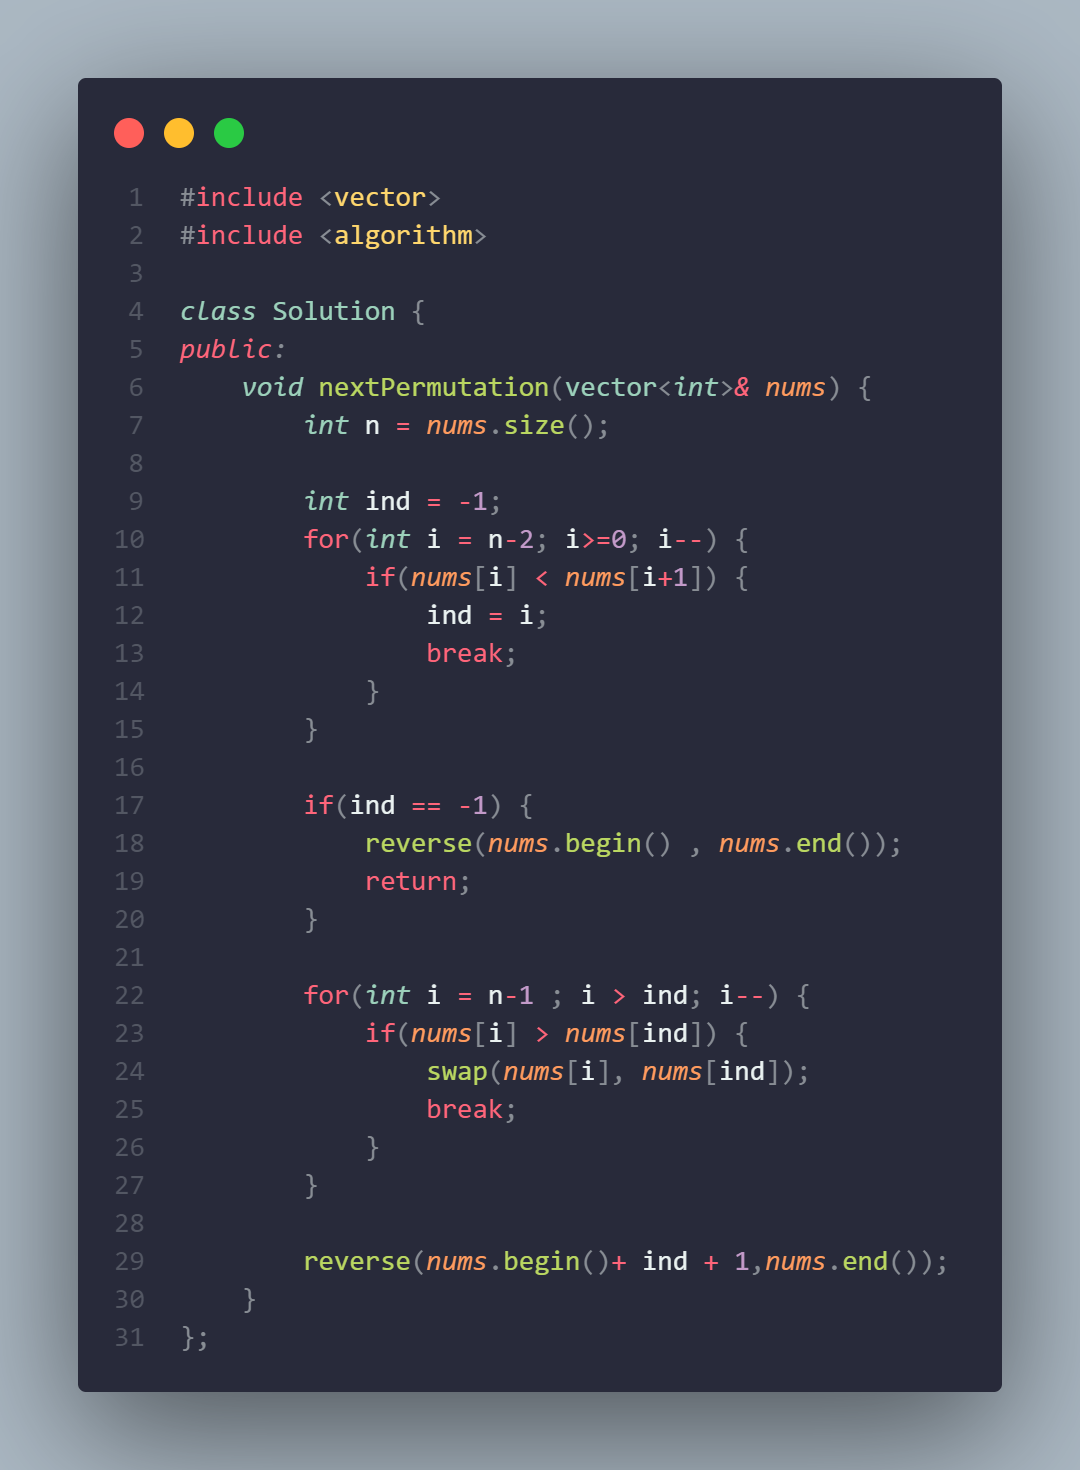 1 #include <vector>
2 #include <algorithm>
3
4 class Solution {
5 public:
6     void nextPermutation(vector<int>& nums) {
7         int n = nums.size();
8
9         int ind = -1;
10         for(int i = n-2; i>=0; i--) {
11             if(nums[i] < nums[i+1]) {
12                 ind = i;
13                 break;
14             }
15         }
16
17         if(ind == -1) {
18             reverse(nums.begin() , nums.end());
19             return;
20         }
21
22         for(int i = n-1 ; i > ind; i--) {
23             if(nums[i] > nums[ind]) {
24                 swap(nums[i], nums[ind]);
25                 break;
26             }
27         }
28
29         reverse(nums.begin()+ ind + 1,nums.end());
30     }
31 };